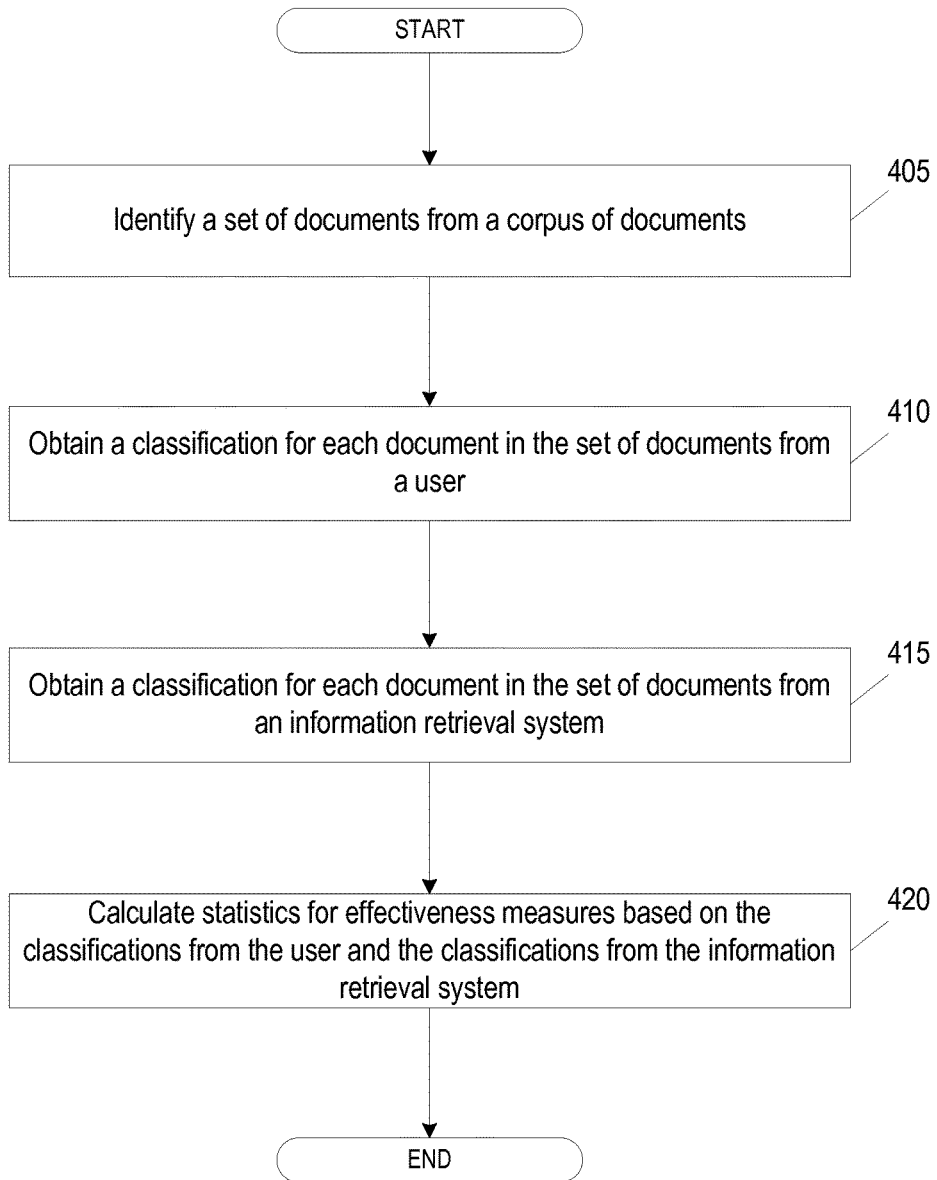 START
405
Identify a set of documents from a corpus of documents
410
Obtain a classification for each document in the set of documents from
a user
415
Obtain a classification for each document in the set of documents from
an information retrieval system
420
Calculate statistics for effectiveness measures based on the
classifications from the user and the classifications from the information
retrieval system
END